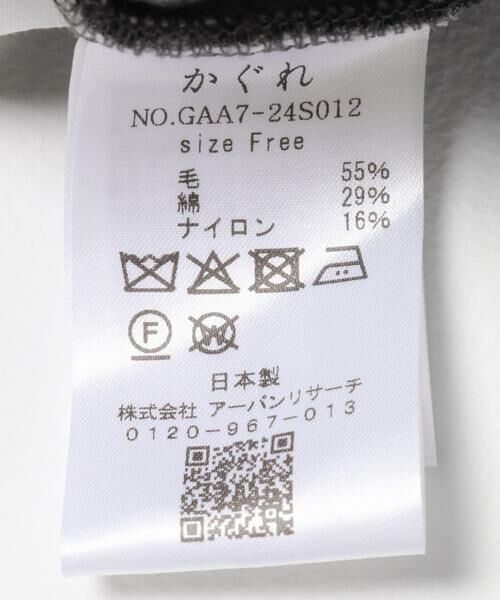 かぐれ
NO.GAA7-24S012
size Free
毛 55%
綿 29%
ナイロン 16%
F
W
日本製
株式会社 アーバンリサーチ
0120-967-013